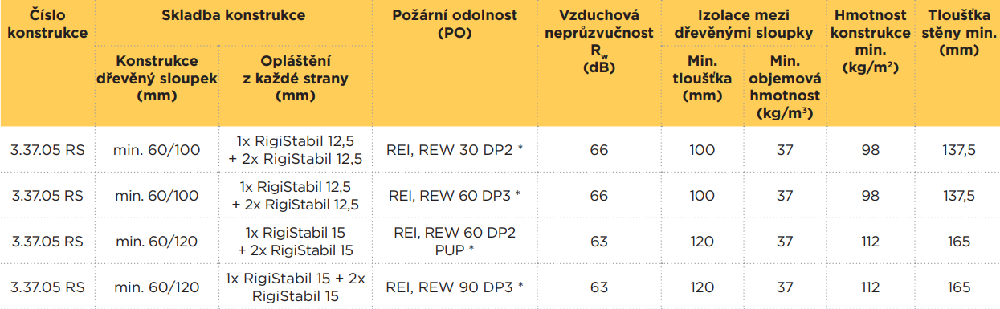 Číslo konstrukce
Skladba konstrukce
Požární odolnost (PO)
Vzduchová neprůzvučnost Rw (dB)
Izolace mezi dřevěnými sloupky
Hmotnost konstrukce min. (kg/m²)
Tloušťka stěny min. (mm)
Konstrukce dřevěný sloupek (mm)
Opláštění z každé strany (mm)
Min. tloušťka (mm)
Min. objemová hmotnost (kg/m³)
3.37.05 RS min. 60/100 1x RigiStabil 12,5 + 2x RigiStabil 12,5 REI, REW 30 DP2 * 66 100 37 98 137,5
3.37.05 RS min. 60/100 1x RigiStabil 12,5 + 2x RigiStabil 12,5 REI, REW 60 DP3 * 66 100 37 98 137,5
3.37.05 RS min. 60/120 1x RigiStabil 15 + 2x RigiStabil 15 REI, REW 60 DP2 PUP * 63 120 37 112 165
3.37.05 RS min. 60/120 1x RigiStabil 15 + 2x RigiStabil 15 REI, REW 90 DP3 * 63 120 37 112 165